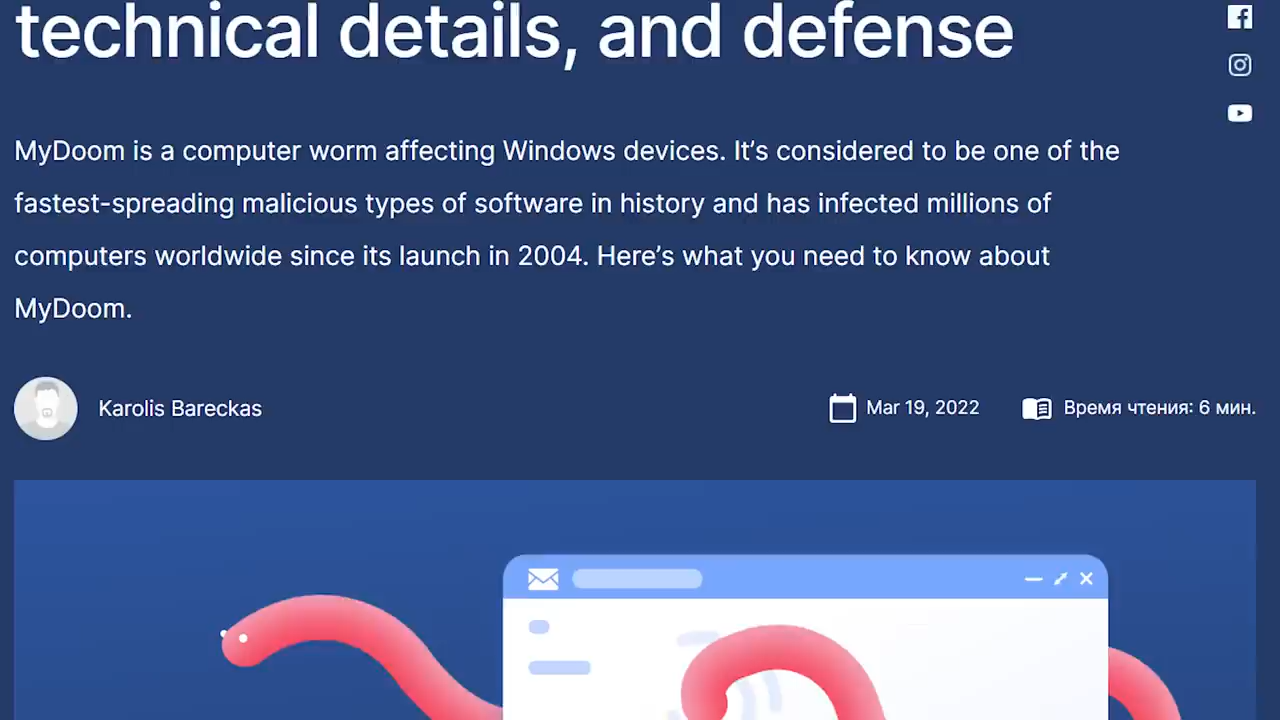 technical details, and defense
MyDoom is a computer worm affecting Windows devices. It’s considered to be one of the
fastest-spreading malicious types of software in history and has infected millions of
computers worldwide since its launch in 2004. Here’s what you need to know about
MyDoom.
Karolis Bareckas
Mar 19, 2022
Время чтения: 6 мин.